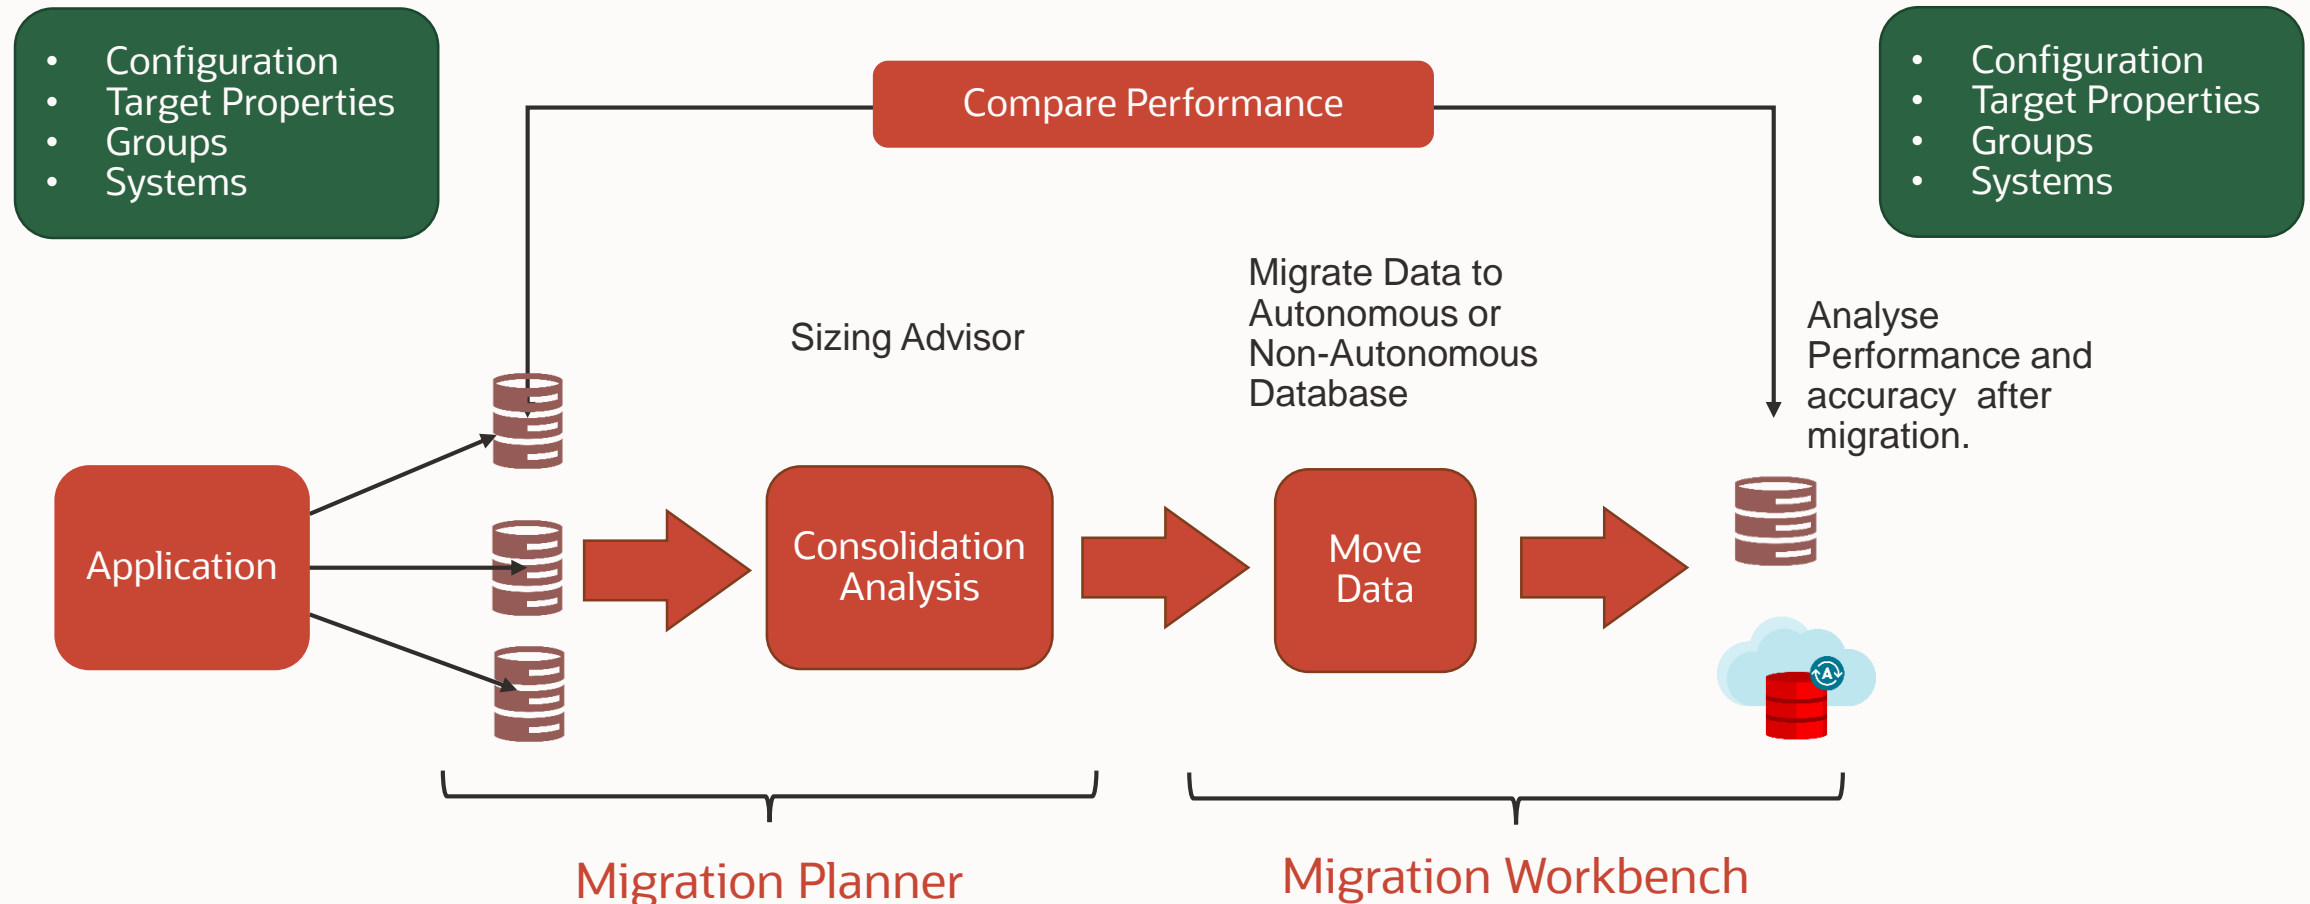 • Configuration
• Target Properties
• Groups
• Systems
Compare Performance
• Configuration
• Target Properties
• Groups
• Systems
Sizing Advisor
Migrate Data to
Autonomous or
Non-Autonomous
Database
Analyse
Performance and
accuracy after
migration.
Application
Consolidation
Analysis
Move
Data
A
Migration Planner
Migration Workbench